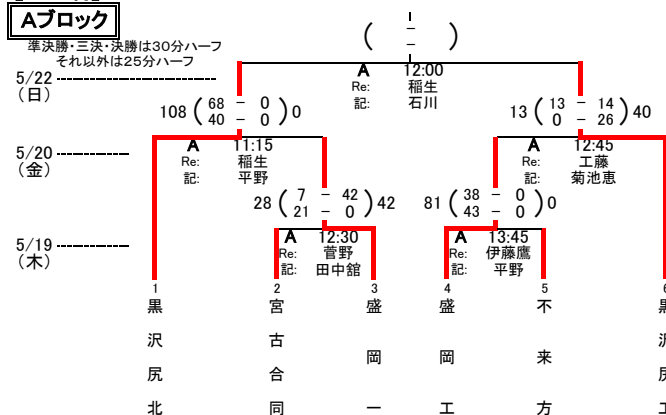 Aブロック
準決勝・三決・決勝は30分ハーフ
それ以外は25分ハーフ
( - - )
5/22
(日)
A 12:00
Re: 稲生
記: 石川
108 ( 68 - 0 40 - 0 ) 0
13 ( 13 - 14 0 - 26 ) 40
5/20
(金)
A 11:15
Re: 稲生
記: 平野
A 12:45
Re: 工藤
記: 菊池恵
28 ( 7 - 42 21 - 0 ) 42
81 ( 38 - 0 43 - 0 ) 0
5/19
(木)
A 12:30
Re: 菅野
記: 田中舘
A 13:45
Re: 伊藤鷹
記: 平野
1 黒沢尻北
2 宮古合同
3 盛岡一
4 盛岡工
5 不来方
6 黒沢尻工